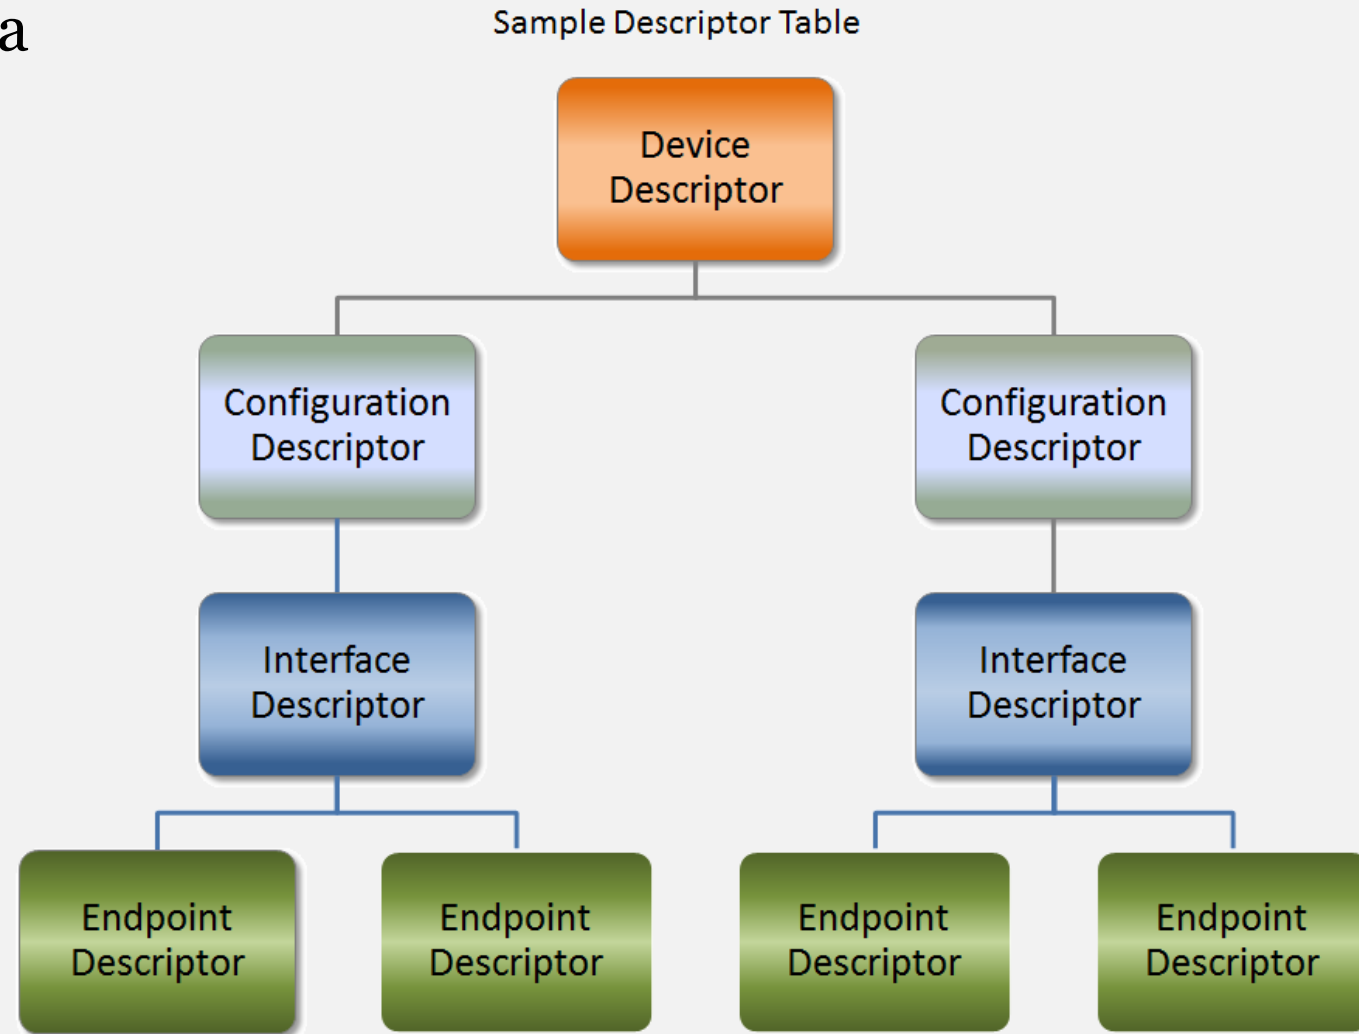 a
Sample Descriptor Table
Device
Descriptor
Configuration
Descriptor
Configuration
Descriptor
Interface
Descriptor
Interface
Descriptor
Endpoint
Descriptor
Endpoint
Descriptor
Endpoint
Descriptor
Endpoint
Descriptor